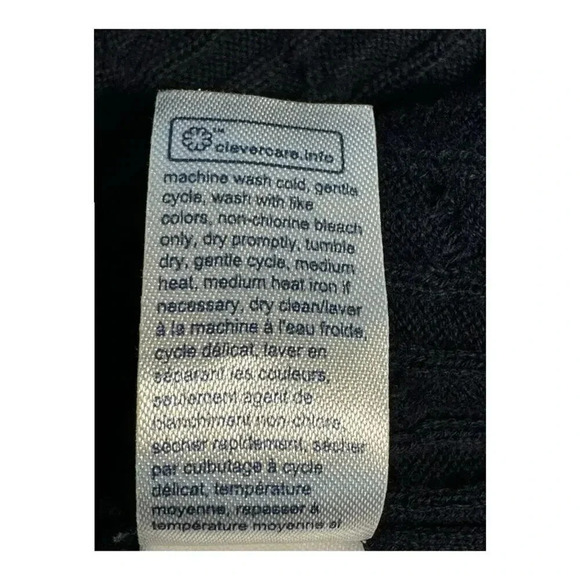 ™
clevercare.info
machine wash cold, gentle
cycle, wash with like
colors, non-chlorine bleach
only, dry promptly, tumble
dry, gentle cycle, medium
heat, medium heat iron if
necessary, dry clean/laver
à la machine à l'eau froide,
cycle délicat, laver en
séparant les couleurs,
seulement agent de
blanchiment non-chlore,
sécher rapidement, sécher
par culbutage à cycle
délicat, température
moyenne, repasser à
température moyenne si